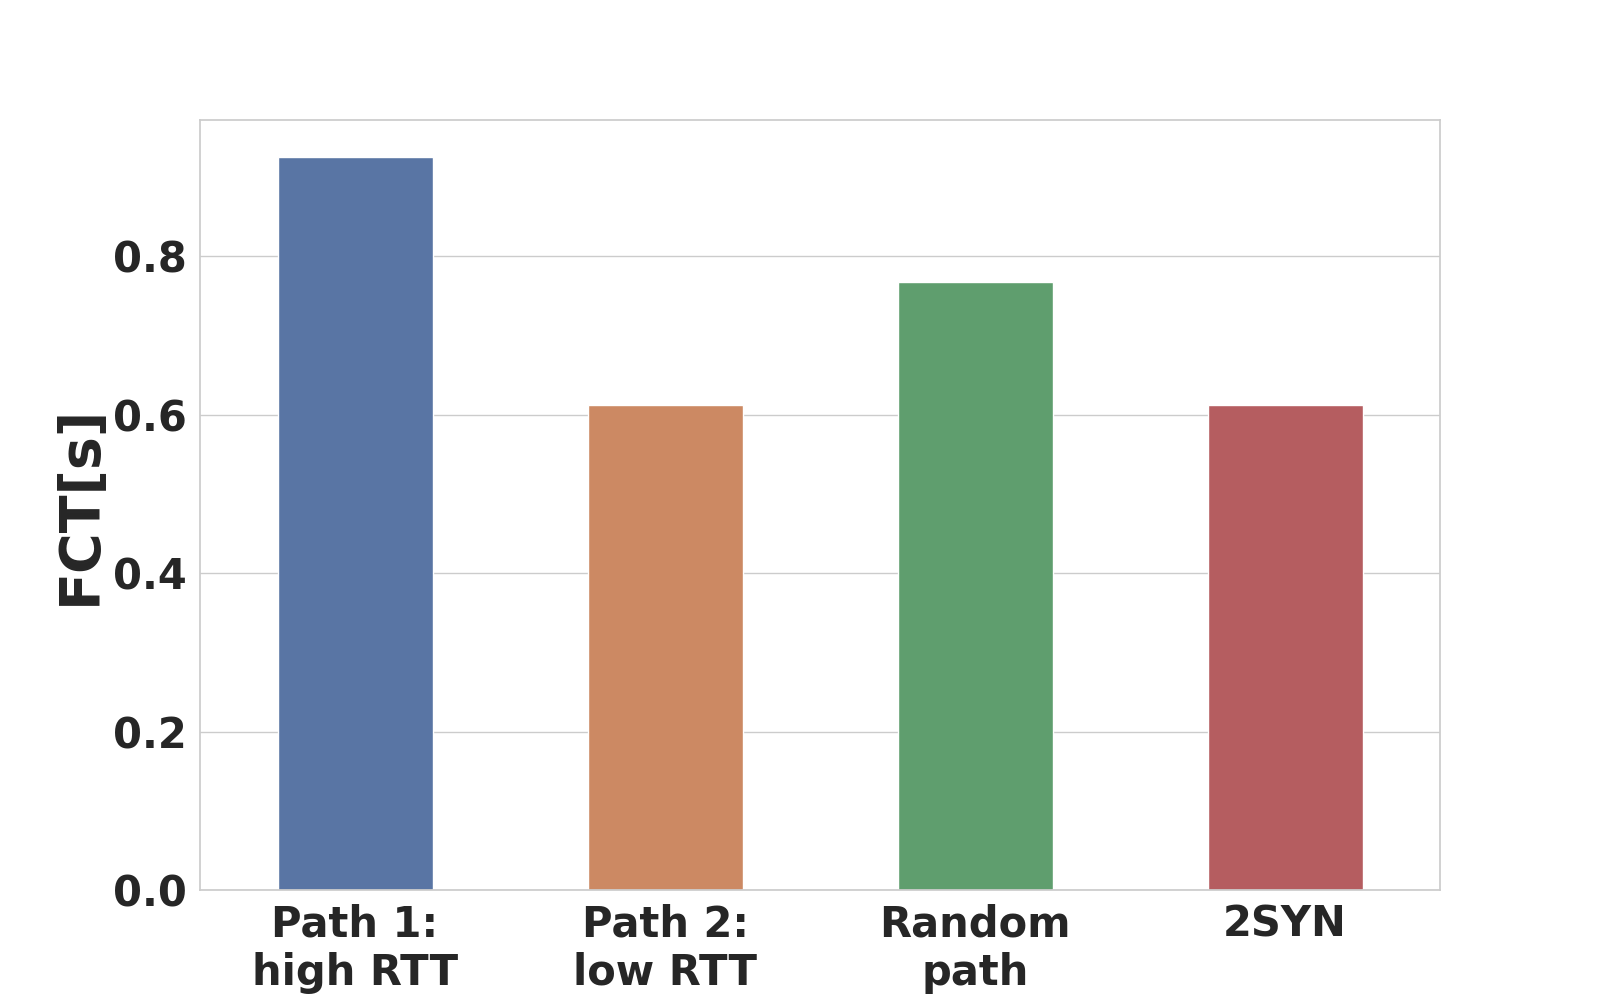 FCT[s]
0.8
0.6
0.4
0.2
0.0
Path 1:
high RTT
Path 2:
low RTT
Random
path
2SYN